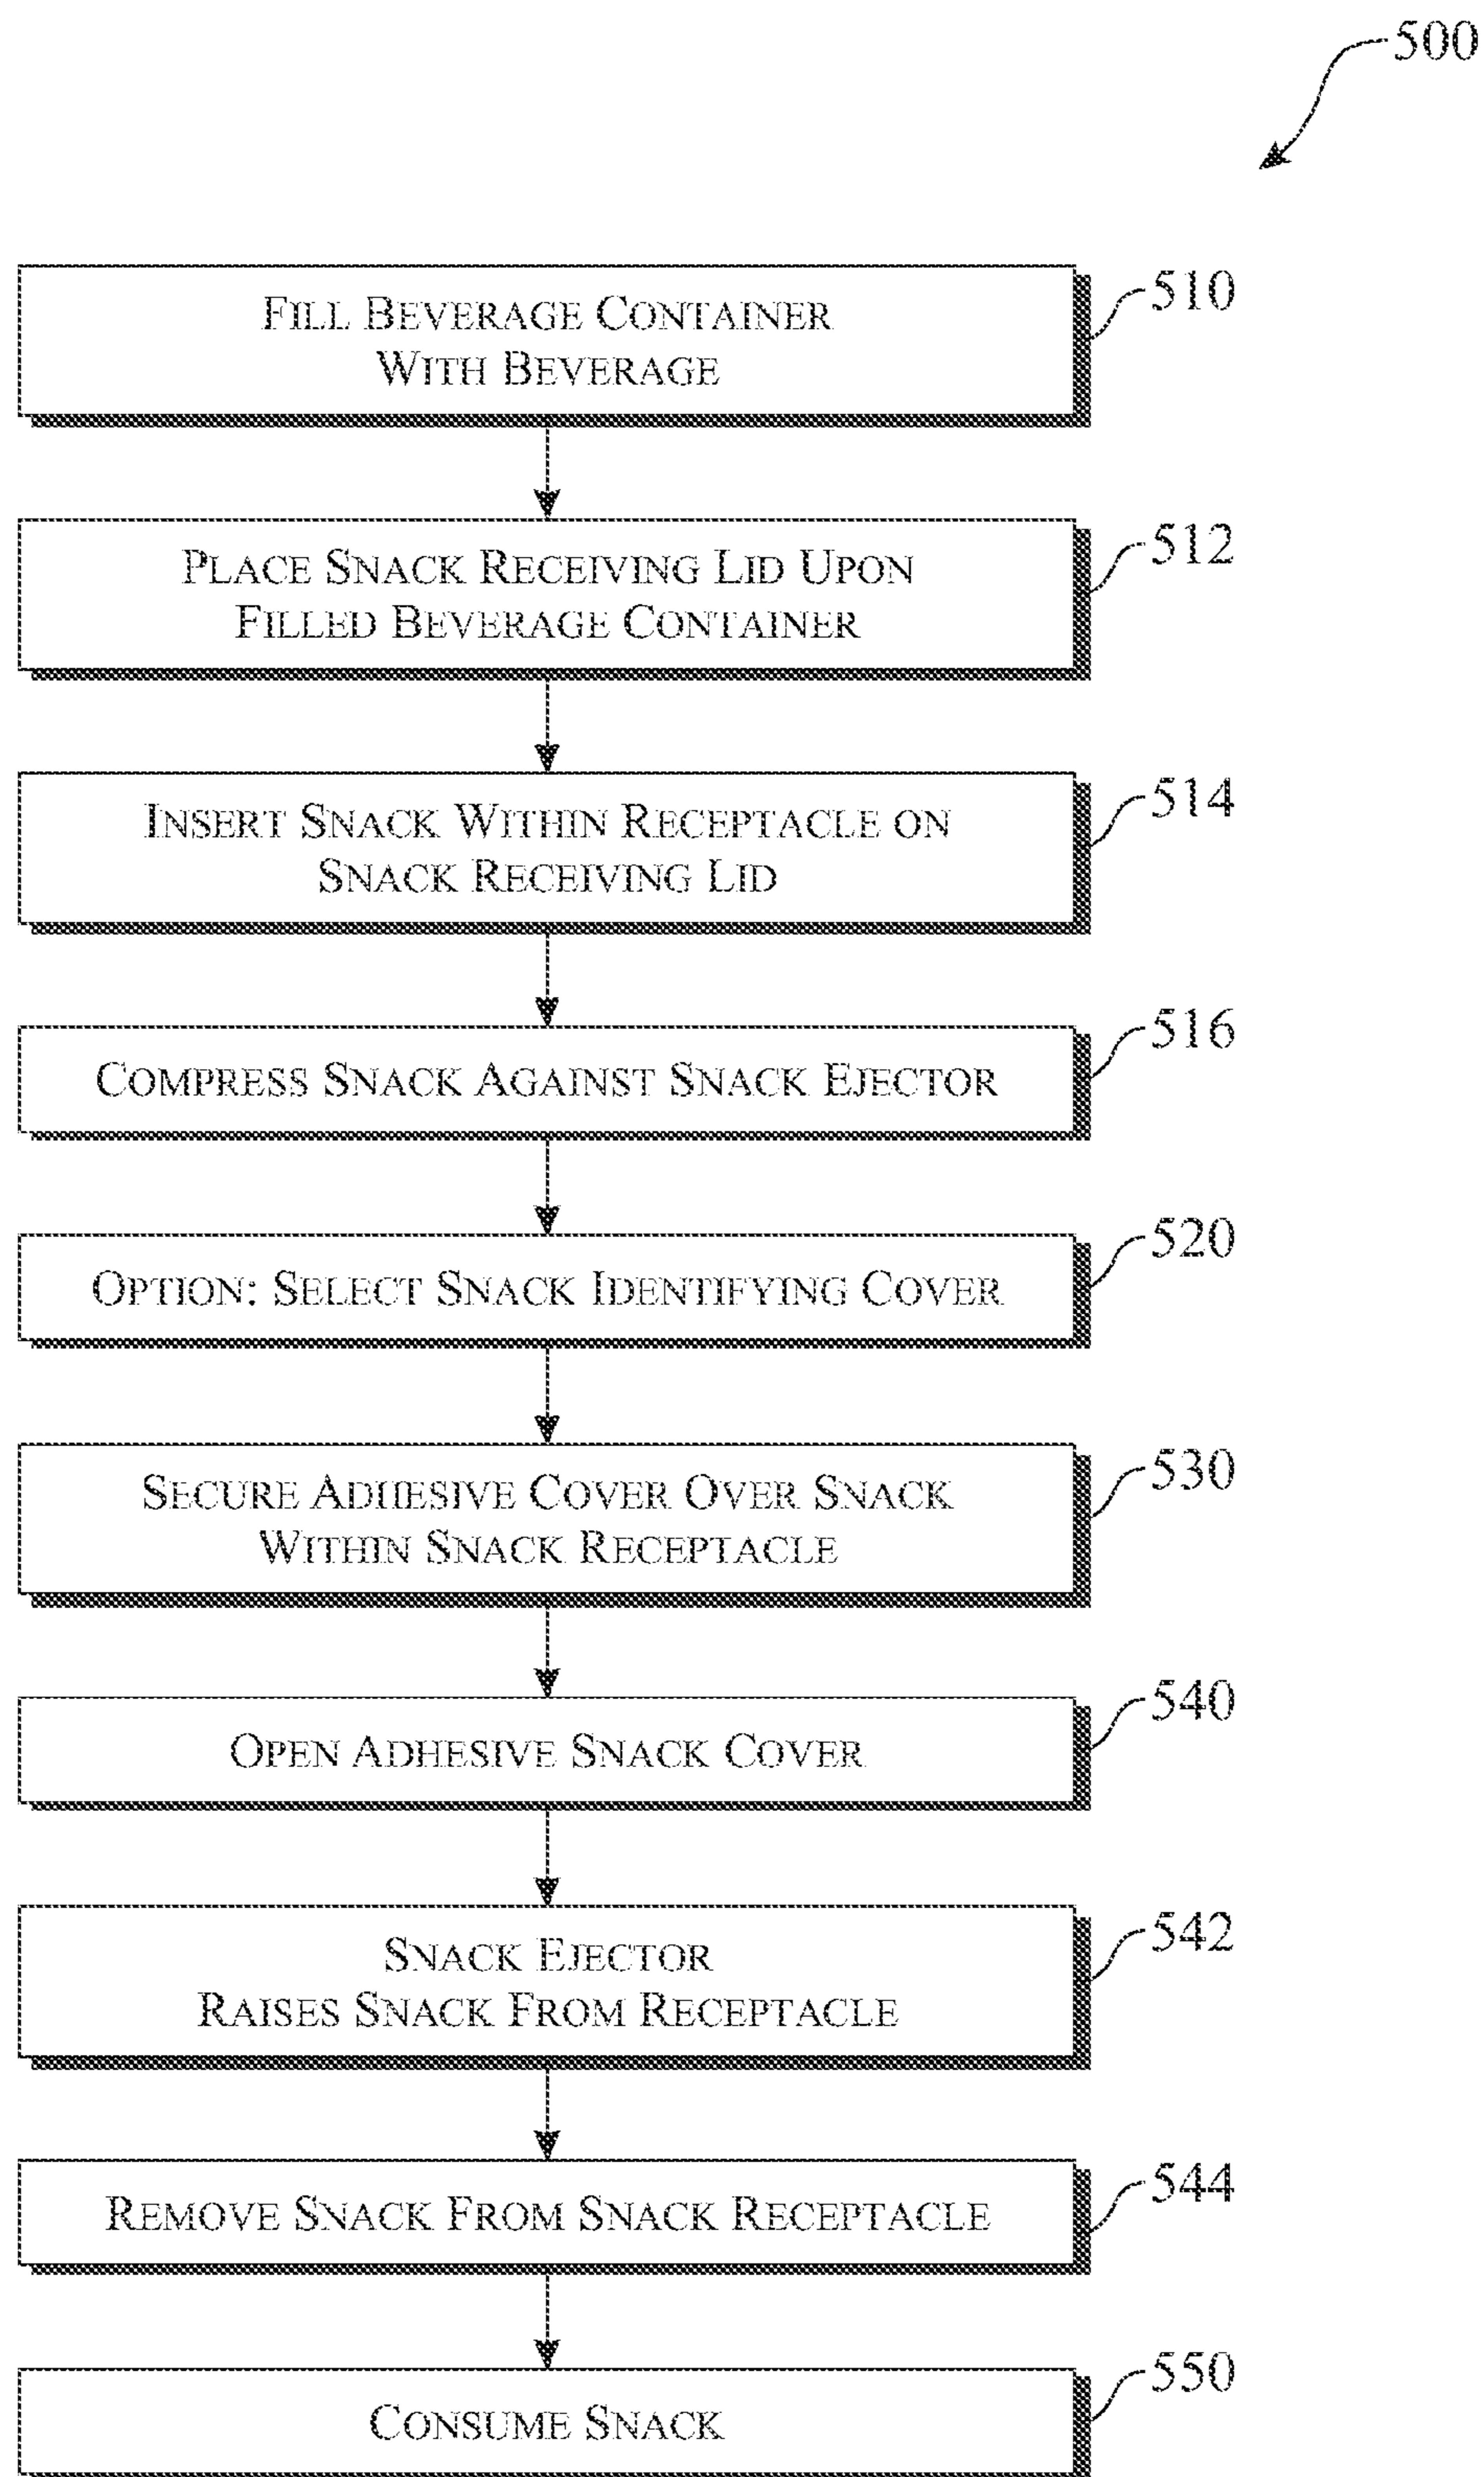 500
FILL BEVERAGE CONTAINER
WITH BEVERAGE
510
PLACE SNACK RECEIVING LID UPON
FILLED BEVERAGE CONTAINER
512
INSERT SNACK WITHIN RECEPTACLE ON
SNACK RECEIVING LID
514
COMPRESS SNACK AGAINST SNACK EJECTOR
516
OPTION: SELECT SNACK IDENTIFYING COVER
520
SECURE ADHESIVE COVER OVER SNACK
WITHIN SNACK RECEPTACLE
530
OPEN ADHESIVE SNACK COVER
540
SNACK EJECTOR
RAISES SNACK FROM RECEPTACLE
542
REMOVE SNACK FROM SNACK RECEPTACLE
544
CONSUME SNACK
550